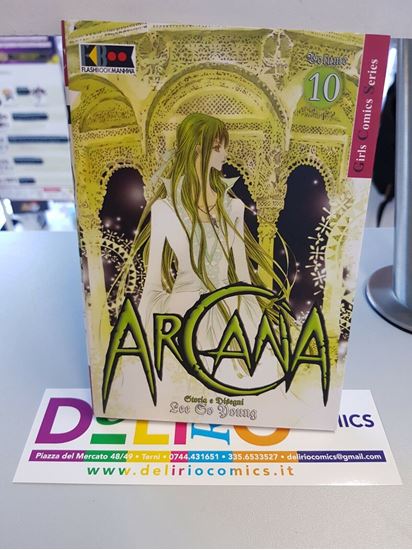 FLASHBOOK MANHWA
Volume
10
Girls Comics Series
ARCANA
Storia e Disegni
Lee So Young
DELIRIO COMICS
Piazza del Mercato 48/49 • Terni • 0744.431651 • 335.6533527 • deliriocomics@gmail.com
www.deliriocomics.it